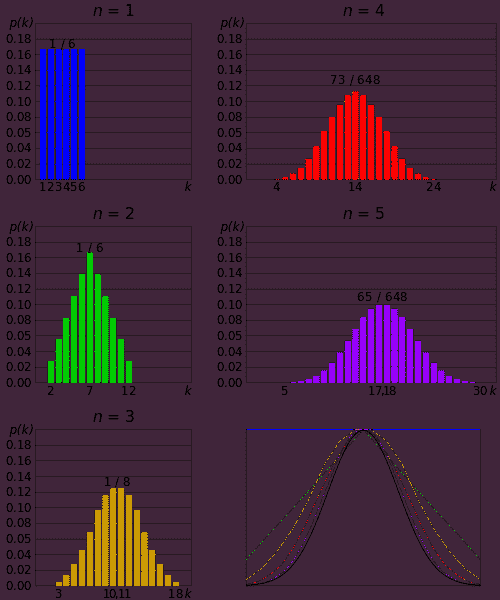 n = 1
p(k)
0.18
0.16
0.14
0.12
0.10
0.08
0.06
0.04
0.02
0.00
1 / 6
1 2 3 4 5 6 k
n = 4
p(k)
0.18
0.16
0.14
0.12
0.10
0.08
0.06
0.04
0.02
0.00
73 / 648
4 14 24 k
n = 2
p(k)
0.18
0.16
0.14
0.12
0.10
0.08
0.06
0.04
0.02
0.00
1 / 6
2 7 12 k
n = 5
p(k)
0.18
0.16
0.14
0.12
0.10
0.08
0.05
0.04
0.02
0.00
65 / 648
5 17,18 30 k
n = 3
p(k)
0.18
0.16
0.14
0.12
0.10
0.08
0.06
0.04
0.02
0.00
1 / 8
3 10,11 18 k